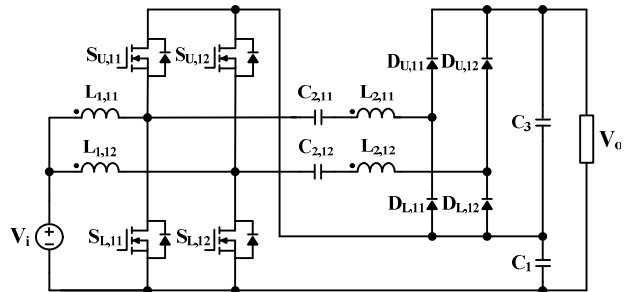 S_U,11
S_U,12
D_U,11
D_U,12
L_1,11
C_2,11
L_2,11
C_3
V_o
L_1,12
C_2,12
L_2,12
D_L,11
D_L,12
V_i
S_L,11
S_L,12
C_1